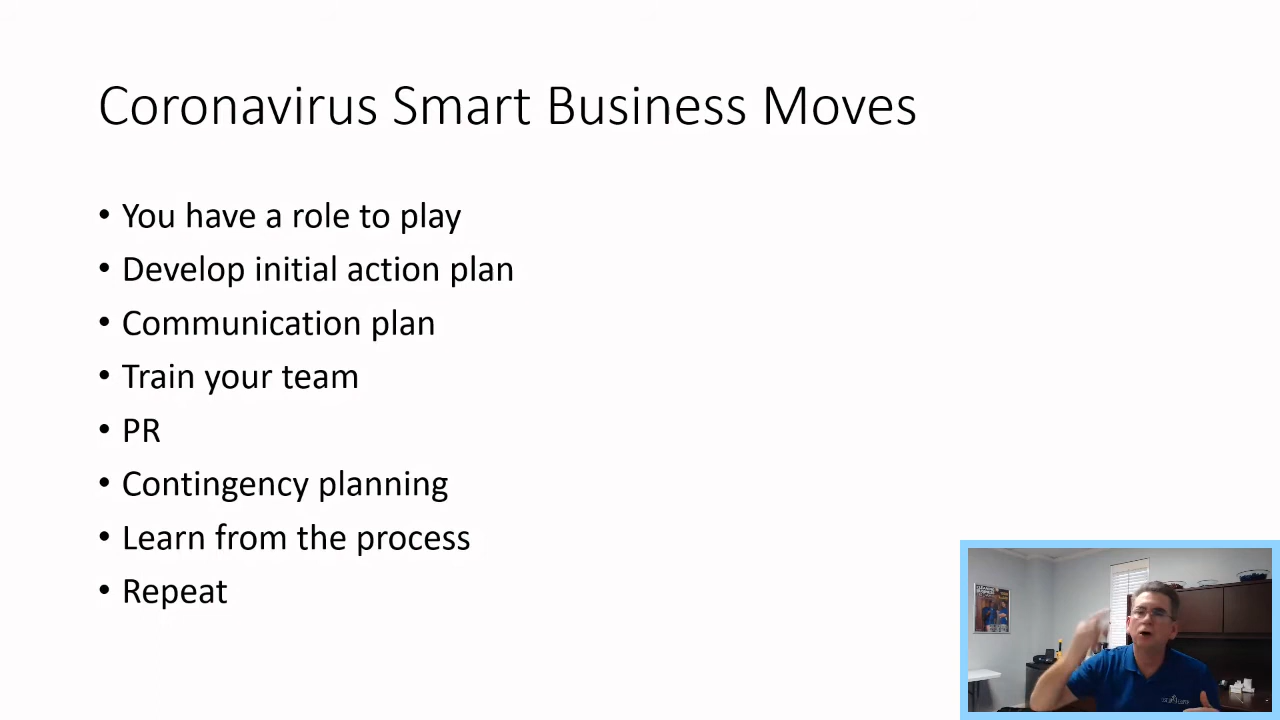 Coronavirus Smart Business Moves
• You have a role to play
• Develop initial action plan
• Communication plan
• Train your team
• PR
• Contingency planning
• Learn from the process
• Repeat